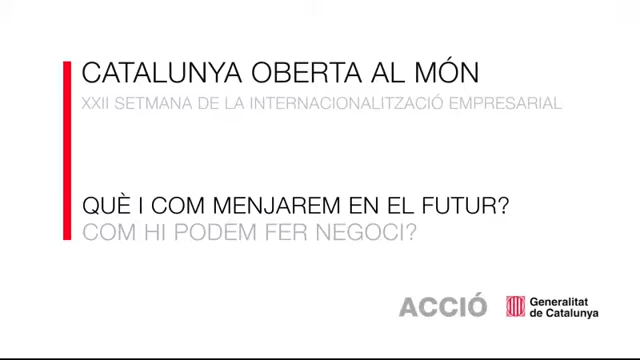 CATALUNYA OBERTA AL MÓN
XXII SETMANA DE LA INTERNACIONALITZACIÓ EMPRESARIAL
QUÈ I COM MENJAREM EN EL FUTUR?
COM HI PODEM FER NEGOCI?
ACCIÓ
Generalitat
de Catalunya